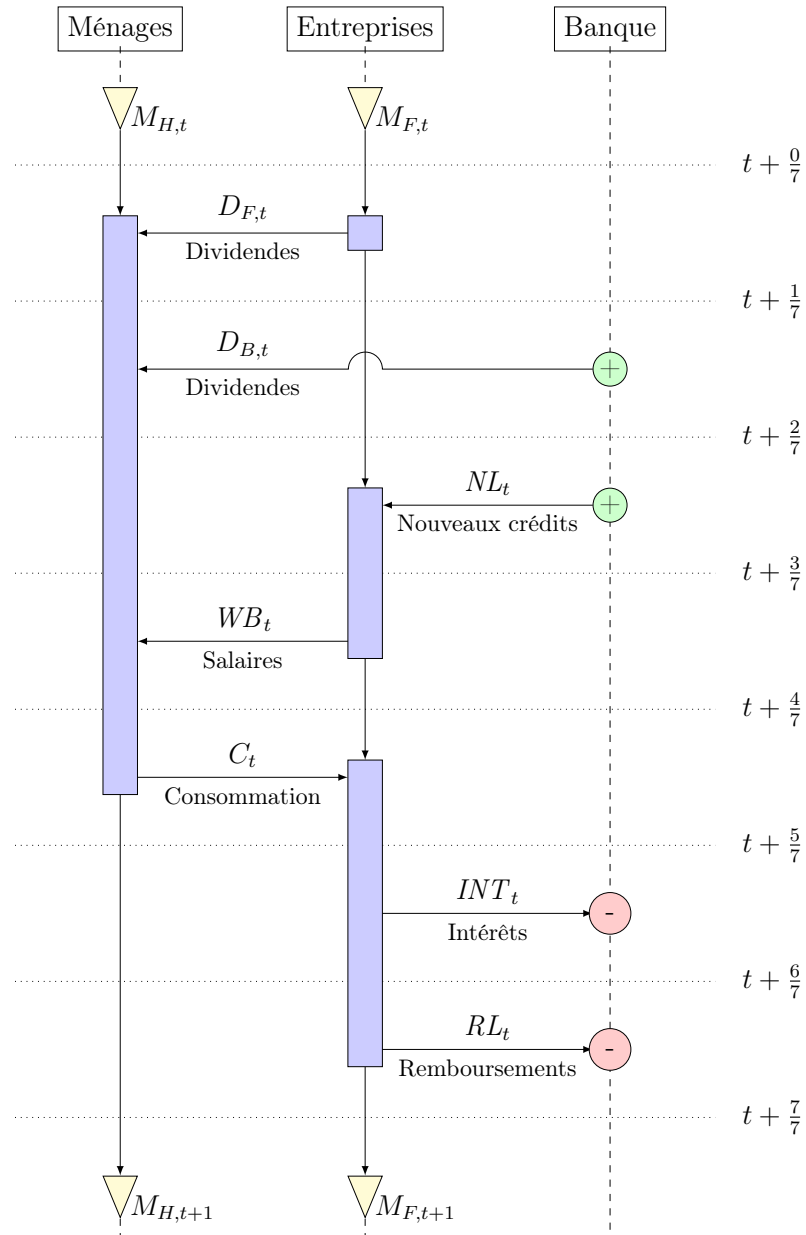 Ménages Entreprises Banque
M_{H,t} M_{F,t}
t + 0/7
D_{F,t}
Dividendes
t + 1/7
D_{B,t}
+
Dividendes
t + 2/7
NL_t
+
Nouveaux crédits
t + 3/7
WB_t
Salaires
t + 4/7
C_t
Consommation
t + 5/7
INT_t
-
Intérêts
t + 6/7
RL_t
-
Remboursements
t + 7/7
M_{H,t+1} M_{F,t+1}